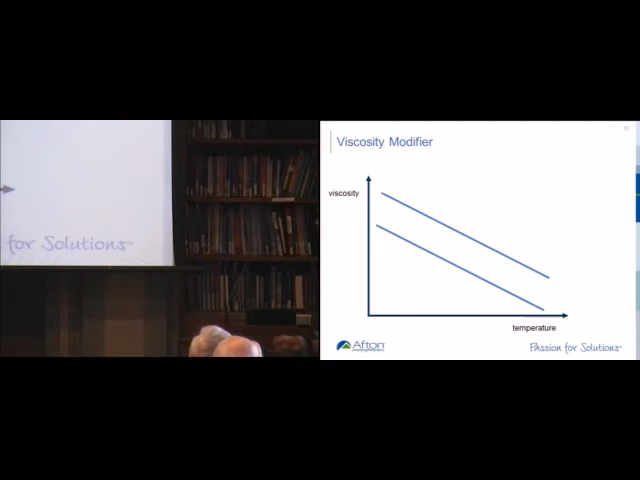 for Solutions
Viscosity Modifier
viscosity
temperature
Afton
Passion for Solutions